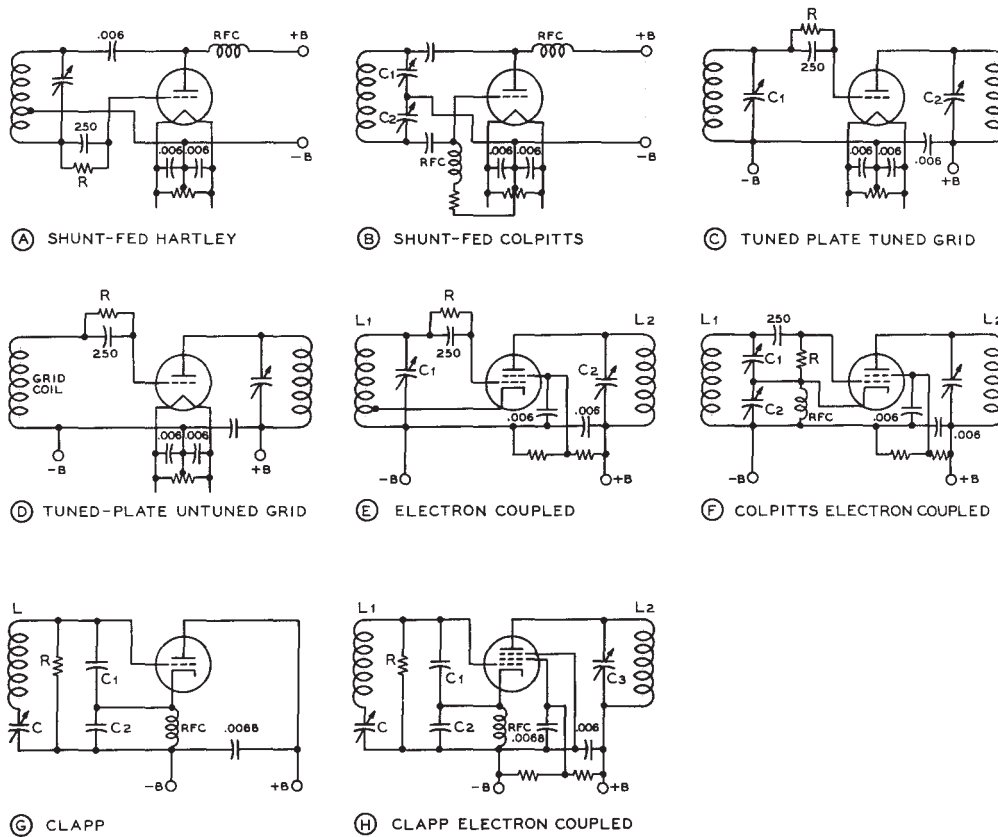 .006
RFC
+B
250
R
.006 .006
-B
A SHUNT-FED HARTLEY
RFC
+B
C1
C2
RFC
.006 .006
-B
B SHUNT-FED COLPITTS
R
250
C1
C2
.006 .006
.006
-B
+B
C TUNED PLATE TUNED GRID
R
250
GRID
COIL
.006 .006
-B
+B
D TUNED-PLATE UNTUNED GRID
R
L1
L2
250
C1
C2
.006
.006
-B
+B
E ELECTRON COUPLED
L1
250
L2
C1
R
C2
RFC
.006
.006
-B
+B
F COLPITTS ELECTRON COUPLED
L
R
C1
C
C2
RFC
.0068
-B
+B
G CLAPP
L1
L2
R
C1
C3
C
C2
RFC
.0068
.006
-B
+B
H CLAPP ELECTRON COUPLED